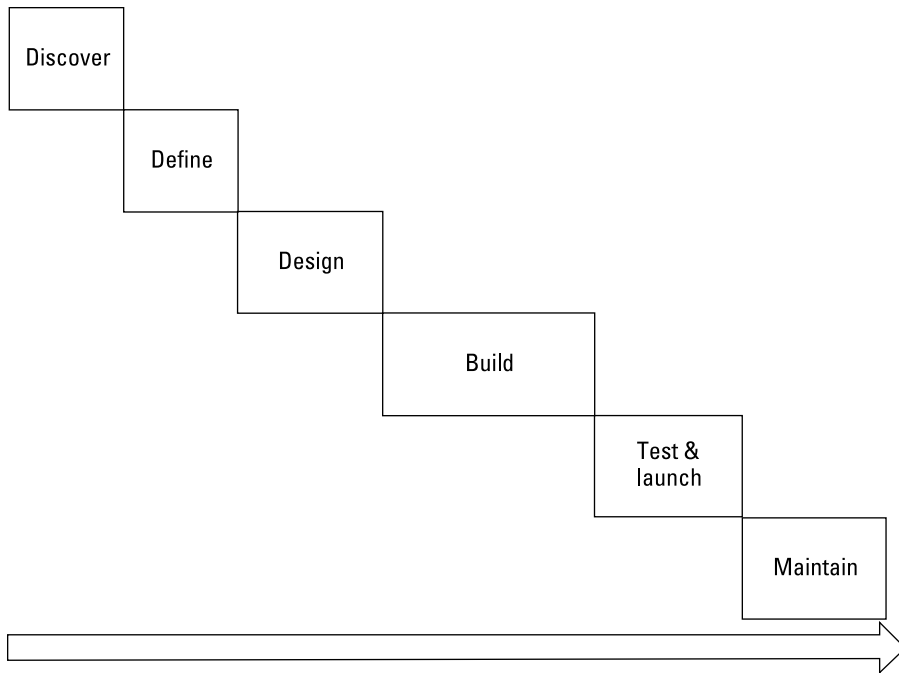 Discover
Define
Design
Build
Test &
launch
Maintain